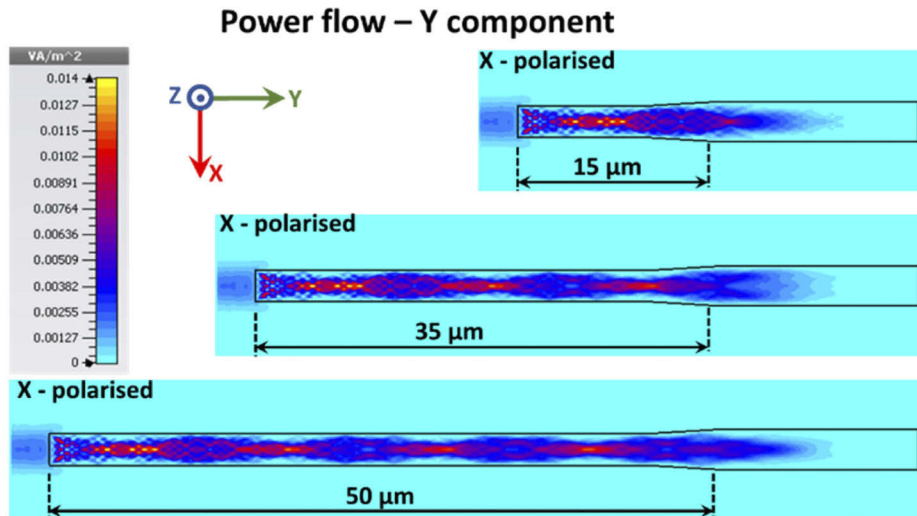 Power flow – Y component
VA/m^2
0.014
0.0127
0.0115
0.0102
0.00891
0.00764
0.00636
0.00509
0.00382
0.00255
0.00127
0
Z
Y
X
X - polarised
15 μm
X - polarised
35 μm
X - polarised
50 μm